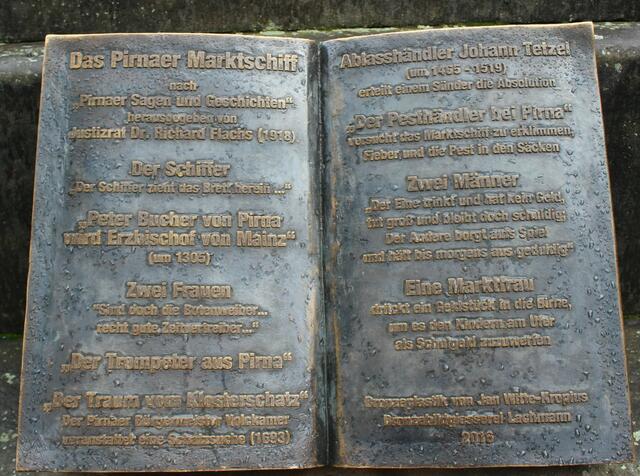 Das Pirnaer Marktschiff
nach
„Pirnaer Sagen und Geschichten“
herausgegeben von
Justizrat Dr. Richard Flachs (1918)
Der Schiffer
„Der Schiffer zieht das Brett herein ...“
„Peter Bucher von Pirna
wird Erzbischof von Mainz“
(um 1305)
Zwei Frauen
"Sind doch die Botenweiber...
recht gute Zeitvertreiber..."
„Der Trompeter aus Pirna“
„Der Traum vom Klosterschatz“
Der Pirnaer Bürgermeister Volckamer
veranstaltet eine Schatzsuche (1693)
Ablasshändler Johann Tetzel
(um 1465 - 1519)
erteilt einem Sünder die Absolution
„Der Pesthändler bei Pirna“
versucht das Marktschiff zu erklimmen,
Fieber und die Pest in den Säcken
Zwei Männer
„Der Eine trinkt und hat kein Geld,
tut groß und bleibt doch schuldig;
Der Andere borgt aufs Spiel
und hält bis morgens aus geduldig“
Eine Marktfrau
drückt ein Geldstück in die Birne,
um es den Kindern am Ufer
als Schulgeld zuzuwerfen
Bronzeplastik von Jan Witte-Kropius
Bronzebildgiesserei Lachmann
2016